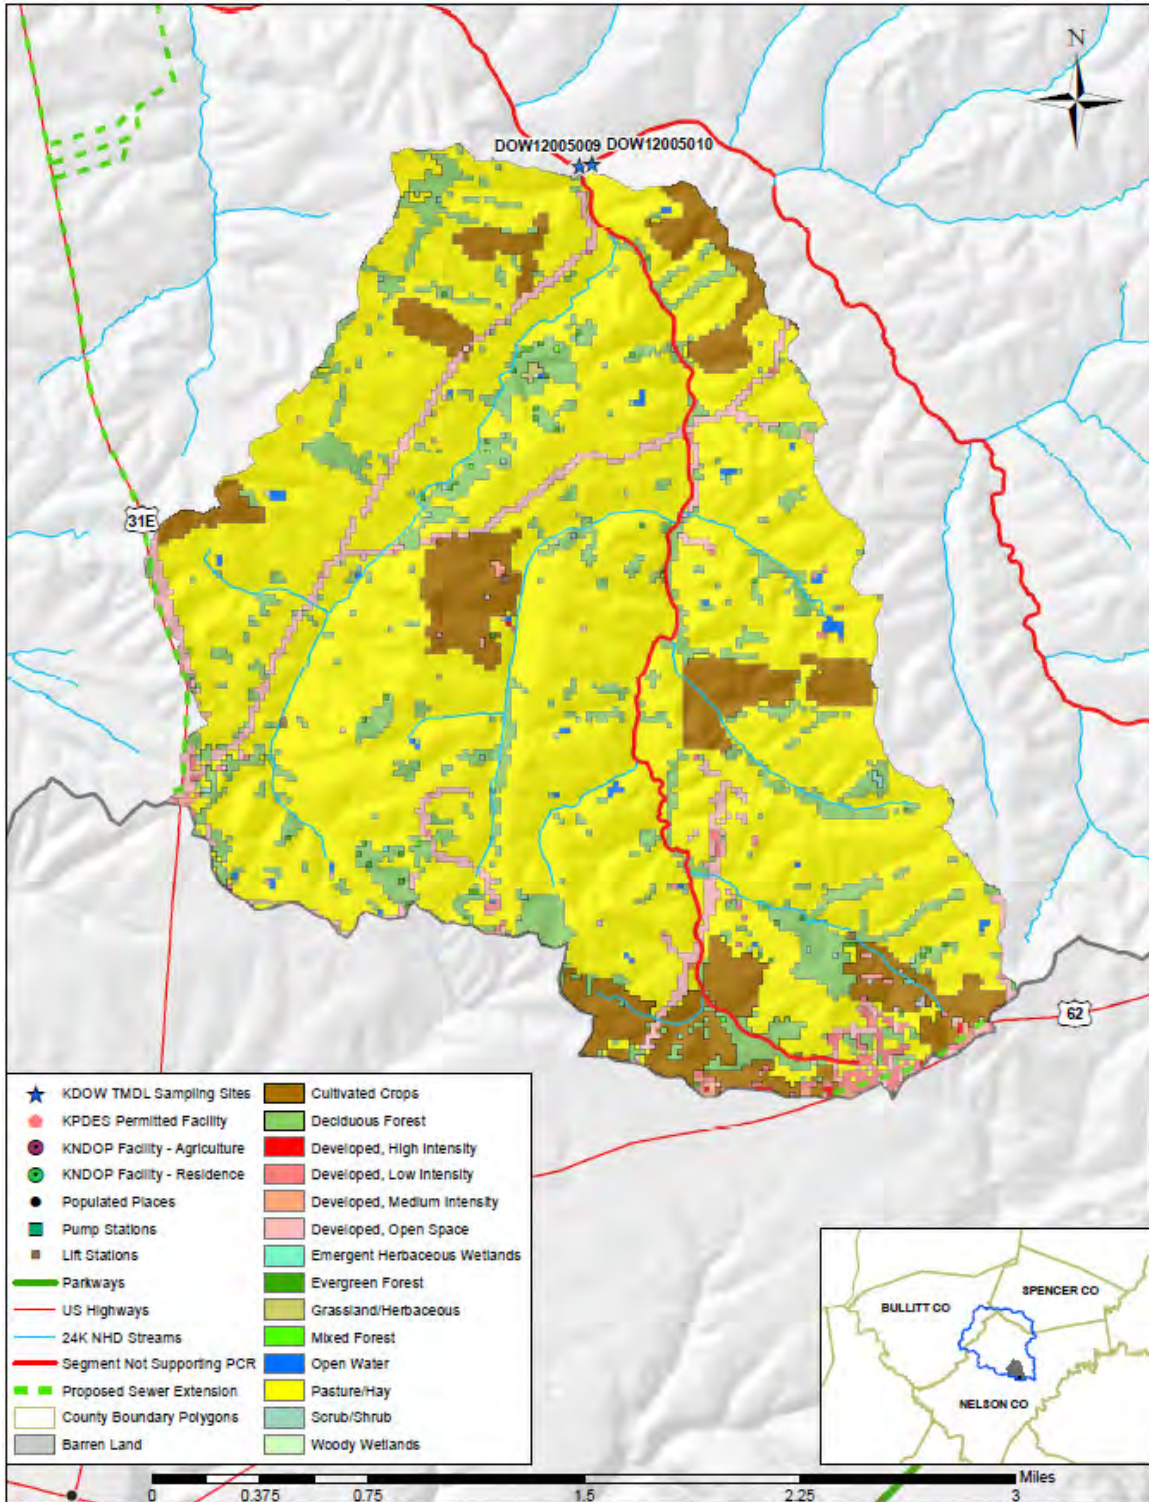 N
DOW12005009 DOW12005010
31E
62
KDOW TMDL Sampling Sites
KPDES Permitted Facility
KNDOP Facility - Agriculture
KNDOP Facility - Residence
Populated Places
Pump Stations
Lift Stations
Parkways
US Highways
24K NHD Streams
Segment Not Supporting PCR
Proposed Sewer Extension
County Boundary Polygons
Barren Land
Cultivated Crops
Deciduous Forest
Developed, High Intensity
Developed, Low Intensity
Developed, Medium Intensity
Developed, Open Space
Emergent Herbaceous Wetlands
Evergreen Forest
Grassland/Herbaceous
Mixed Forest
Open Water
Pasture/Hay
Scrub/Shrub
Woody Wetlands
SPENCER CO
BULLITT CO
NELSON CO
Miles
0 0.375 0.75 1.5 2.25 3